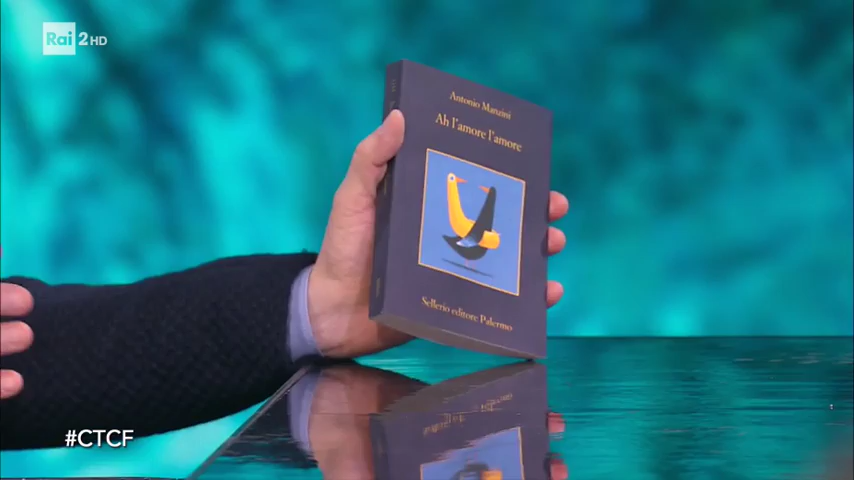 Rai 2HD
Antonio Manzini
Ah l'amore l'amore
Sellerio editore Palermo
#CTCF